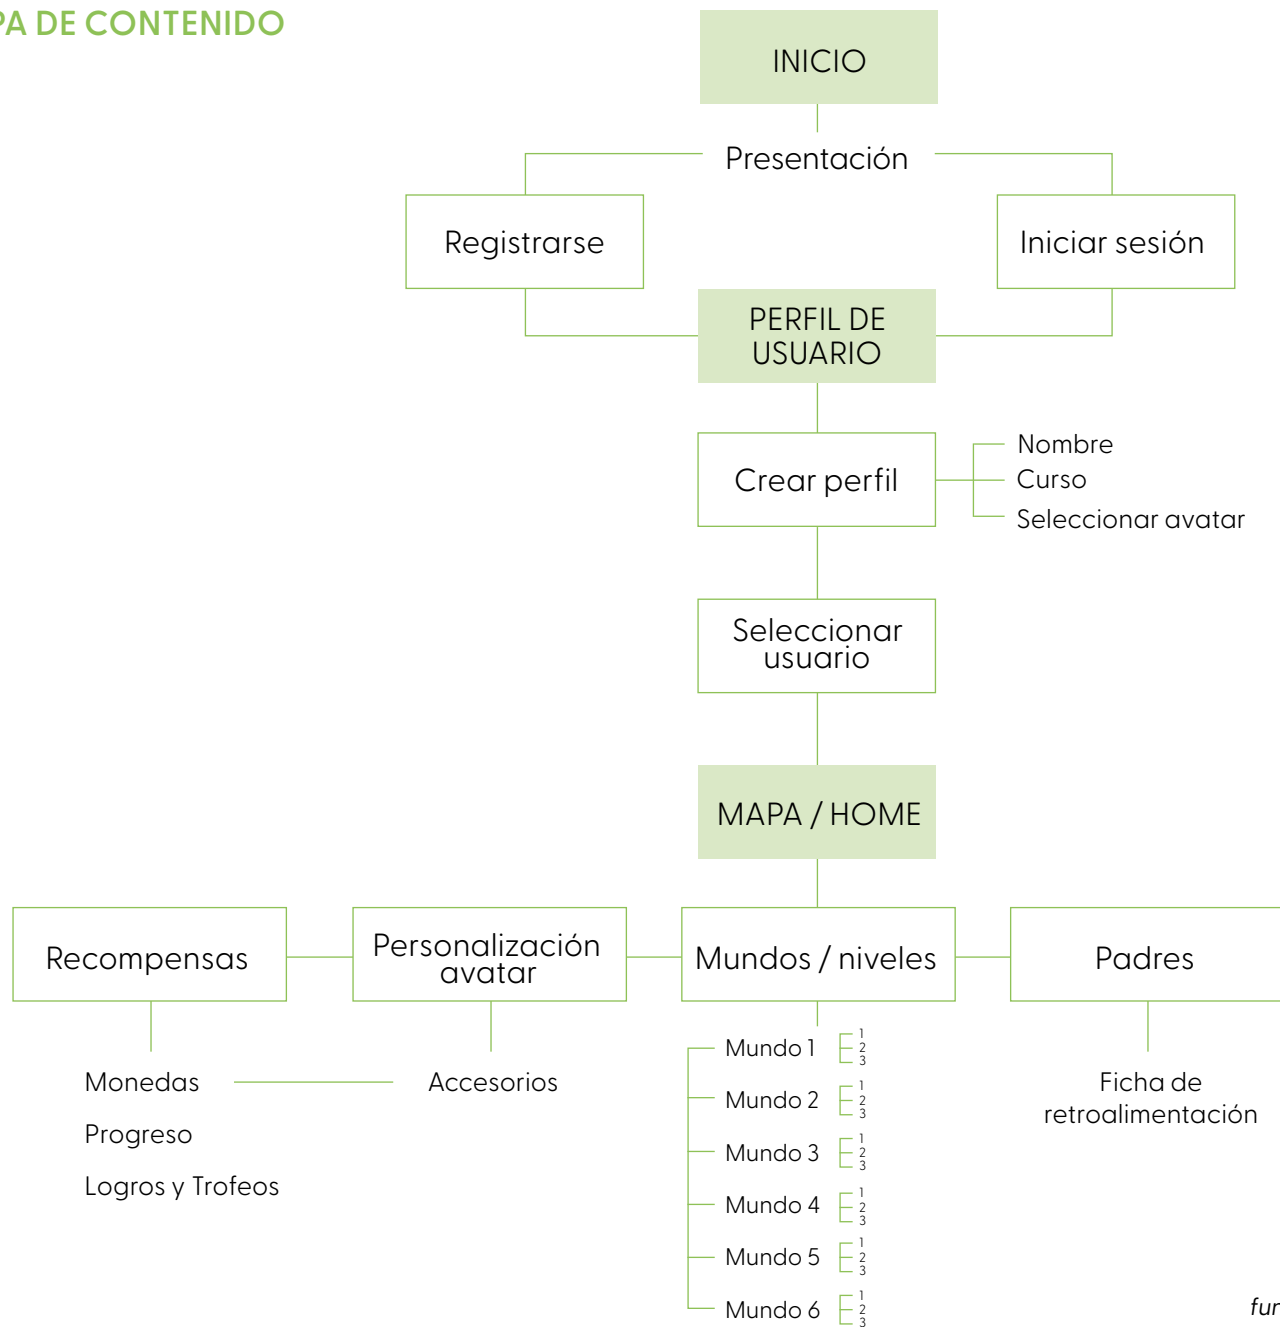 PA DE CONTENIDO
INICIO
Presentación
Registrarse
Iniciar sesión
PERFIL DE
USUARIO
Crear perfil
Nombre
Curso
Seleccionar avatar
Seleccionar
usuario
MAPA / HOME
Recompensas
Personalización
avatar
Mundos / niveles
Padres
Monedas
Progreso
Logros y Trofeos
Accesorios
Mundo 1
1
2
3
Mundo 2
1
2
3
Mundo 3
1
2
3
Mundo 4
1
2
3
Mundo 5
1
2
3
Mundo 6
1
2
3
Ficha de
retroalimentación